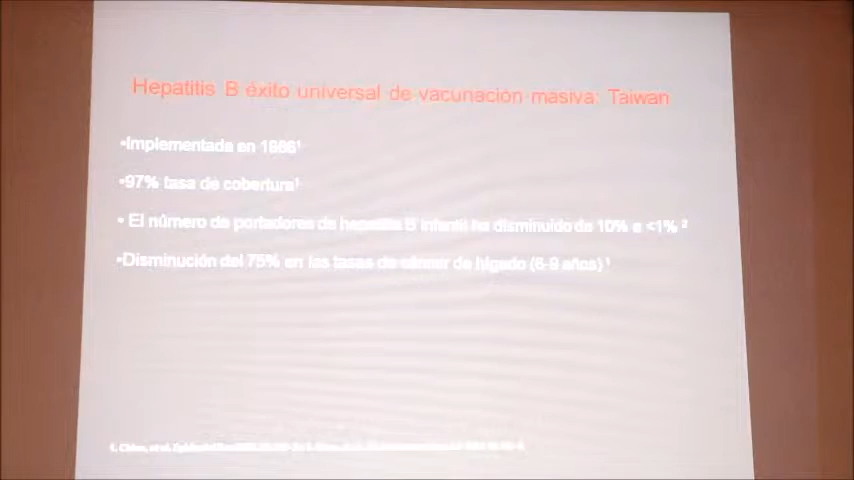 Hepatitis B éxito universal de vacunación masiva: Taiwan
•Implementada en 1986¹
•97% tasa de cobertura¹
• El número de portadores de hepatitis B infantil ha disminuido de 10% a <1% ²
•Disminución del 75% en las tasas de cáncer de hígado (6-9 años) ¹